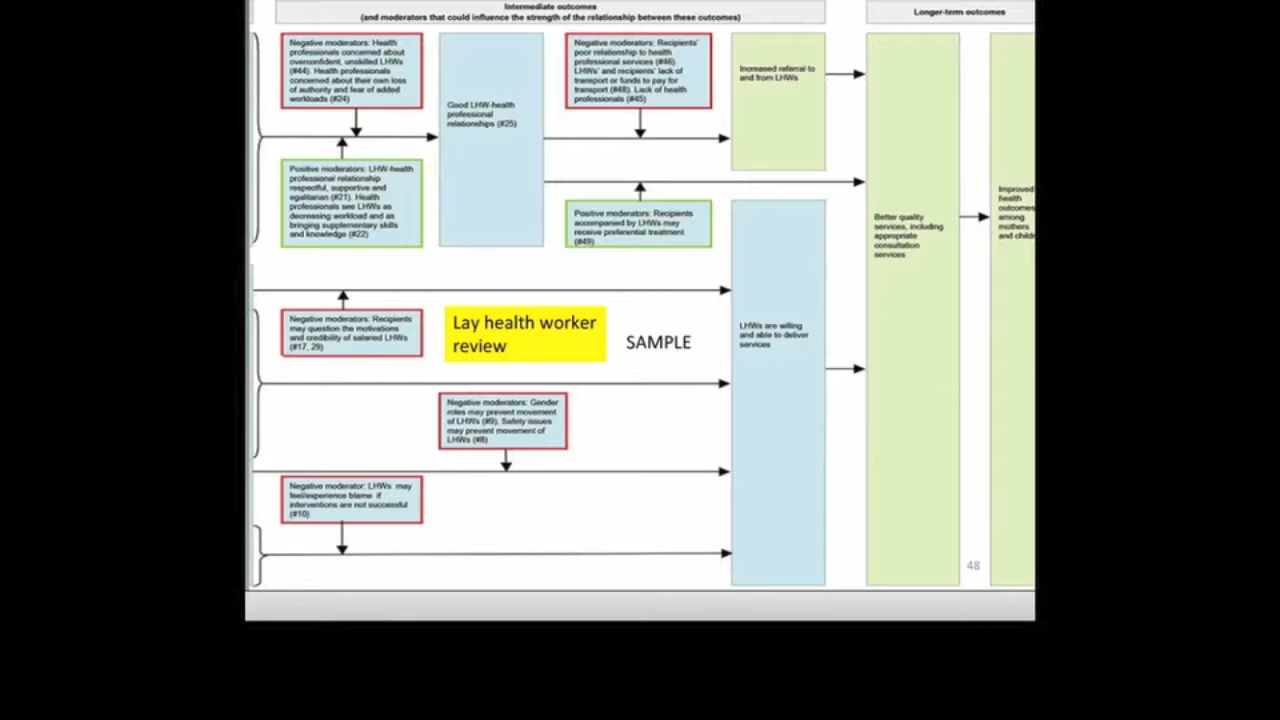 Intermediate outcomes
(and moderators that could influence the strength of the relationship between these outcomes)
Longer-term outcomes
Negative moderators: Health
professionals concerned about
overconfident, unskilled LHWs
(#44). Health professionals
concerned about their own loss
of authority and fear of added
workloads (#24)
Good LHW-health
professional
relationships (#25)
Negative moderators: Recipients'
poor relationship to health
professional services (#46).
LHWs' and recipients' lack of
transport or funds to pay for
transport (#48). Lack of health
professionals (#45)
Increased referral to
and from LHWs
Positive moderators: LHW-health
professional relationship
respectful, supportive and
egalitarian (#21). Health
professionals see LHWs as
decreasing workload and as
bringing supplementary skills
and knowledge (#22)
Positive moderators: Recipients
accompanied by LHWs may
receive preferential treatment
(#49)
Better quality
services, including
appropriate
consultation
services
Improved
health
outcomes
among
mothers
and childr
Negative moderators: Recipients
may question the motivations
and credibility of salaried LHWs
(#17, 29)
Lay health worker
review
SAMPLE
LHWs are willing
and able to deliver
services
Negative moderators: Gender
roles may prevent movement
of LHWs (#9). Safety issues
may prevent movement of
LHWs (#8)
Negative moderator: LHWs may
feel/experience blame if
interventions are not successful
(#10)
48